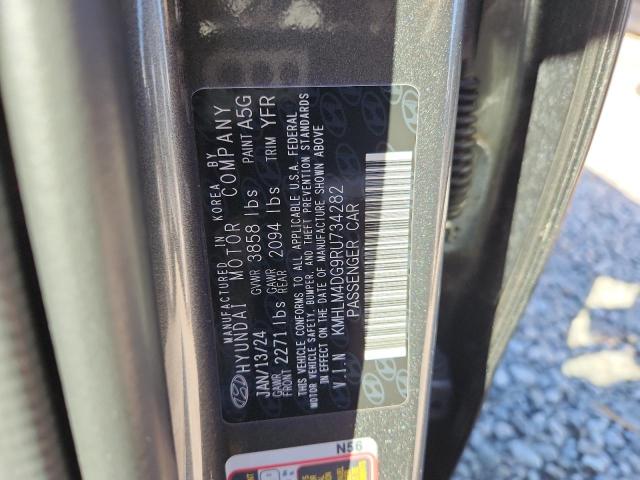 MANUFACTURED IN KOREA BY
HYUNDAI MOTOR COMPANY
JAN/13/24 GVWR 3858 lbs PAINT A5G
GAWR FRONT 2271 lbs GAWR REAR 2094 lbs TRIM YFR
THIS VEHICLE CONFORMS TO ALL APPLICABLE U.S.A. FEDERAL
MOTOR VEHICLE SAFETY, BUMPER, AND THEFT PREVENTION STANDARDS
IN EFFECT ON THE DATE OF MANUFACTURE SHOWN ABOVE
V.I.N KMHLM4DG9RU734282
PASSENGER CAR
N56